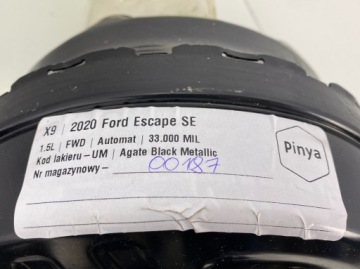 X9 | 2020 Ford Escape SE
1.5L | FWD | Automat | 33.000 MIL
Kod lakieru – UM | Agate Black Metallic
Nr magazynowy – 00187
Pinya